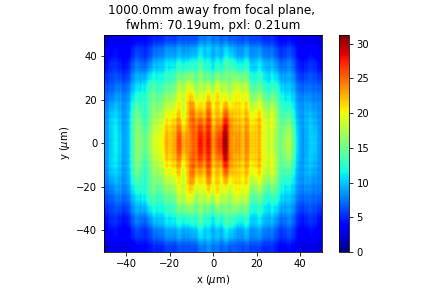 1000.0mm away from focal plane,
fwhm: 70.19um, pxl: 0.21um
40
20
0
−20
−40
y (μm)
−40 −20 0 20 40
x (μm)
30
25
20
15
10
5
0